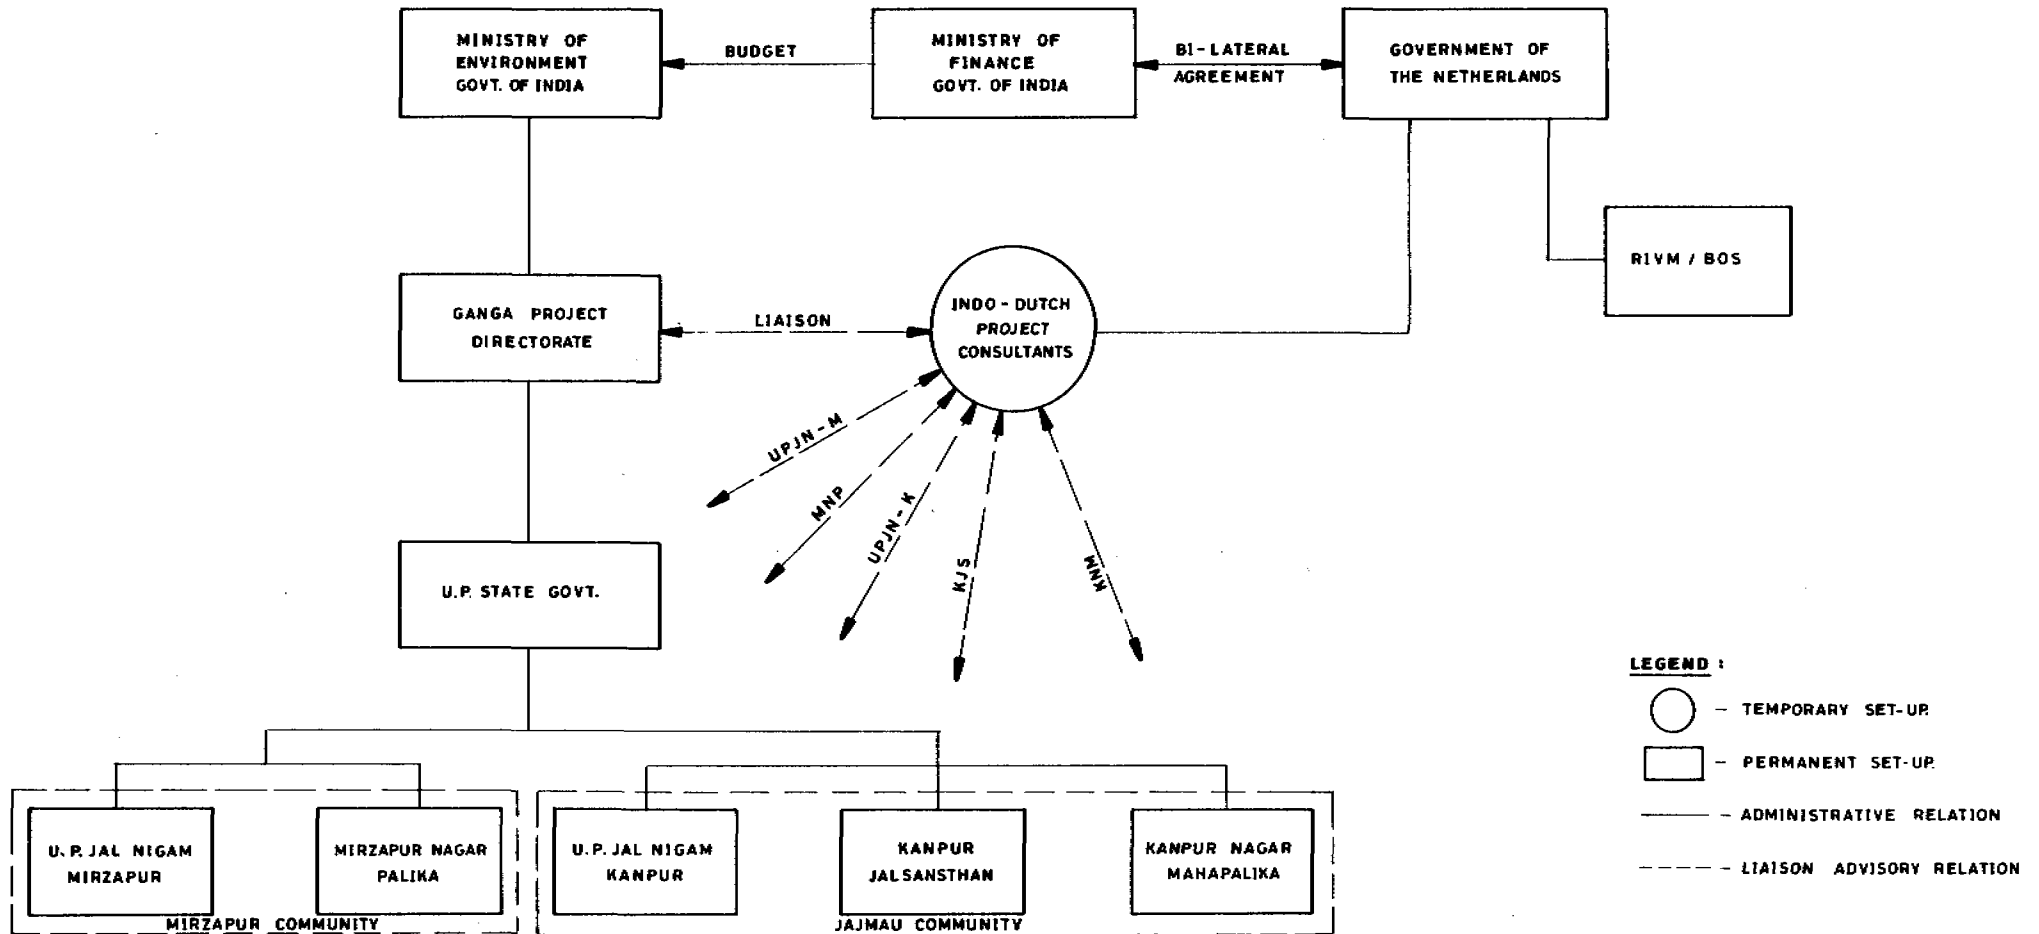 MINISTRY OF
ENVIRONMENT
GOVT. OF INDIA
BUDGET
MINISTRY OF
FINANCE
GOVT. OF INDIA
BI-LATERAL
AGREEMENT
GOVERNMENT OF
THE NETHERLANDS
RIVM / BOS
GANGA PROJECT
DIRECTORATE
LIAISON
INDO-DUTCH
PROJECT
CONSULTANTS
UPJN-M
MNP
UPJN-K
KJS
KNM
U.P. STATE GOVT.
U.P. JAL NIGAM
MIRZAPUR
MIRZAPUR NAGAR
PALIKA
MIRZAPUR COMMUNITY
U.P. JAL NIGAM
KANPUR
KANPUR
JALSANSTHAN
KANPUR NAGAR
MAHAPALIKA
JAJMAU COMMUNITY
LEGEND :
- TEMPORARY SET-UP.
- PERMANENT SET-UP.
- ADMINISTRATIVE RELATION
- LIAISON ADVISORY RELATION